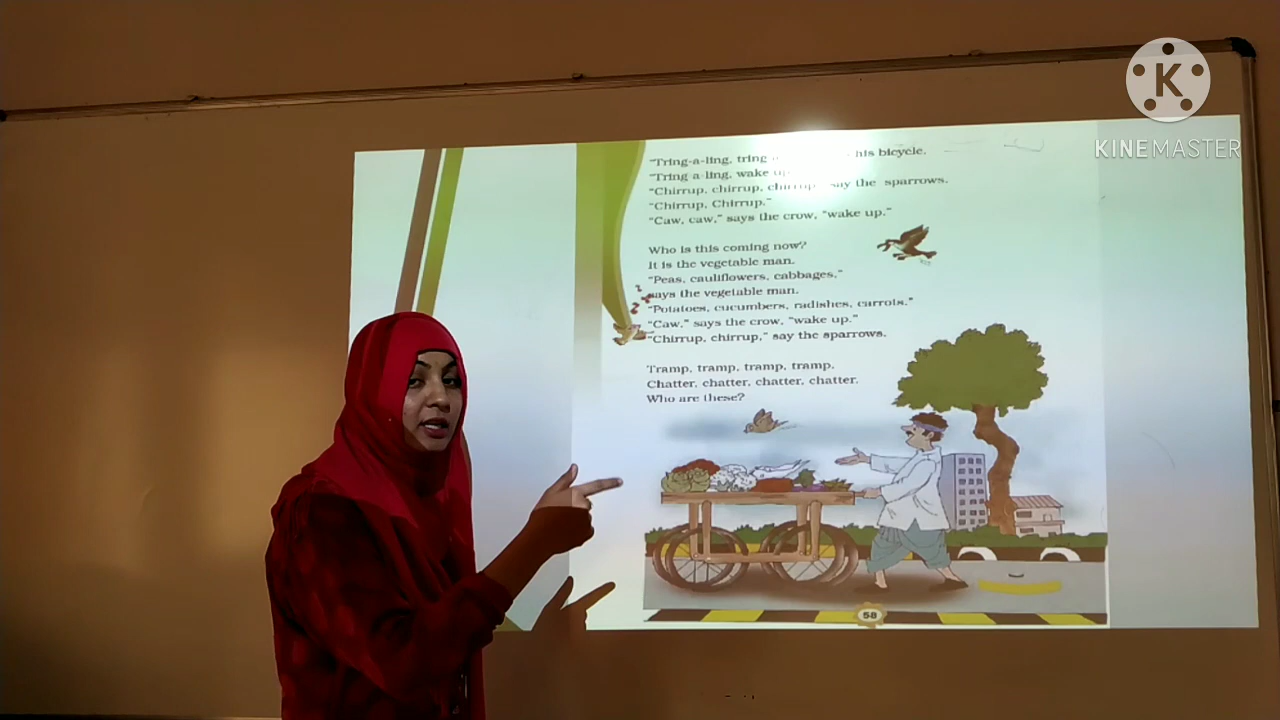 K
KINEMASTER
"Tring-a-ling, tring his bicycle.
"Tring a-ling, wake up
"Chirrup, chirrup, chirrup say the sparrows.
"Chirrup, Chirrup."
"Caw, caw," says the crow, "wake up."
Who is this coming now?
It is the vegetable man.
"Peas, cauliflowers, cabbages,"
says the vegetable man.
"Potatoes, cucumbers, radishes, carrots."
"Caw," says the crow, "wake up."
"Chirrup, chirrup," say the sparrows.
Tramp, tramp, tramp, tramp.
Chatter, chatter, chatter, chatter.
Who are these?
58